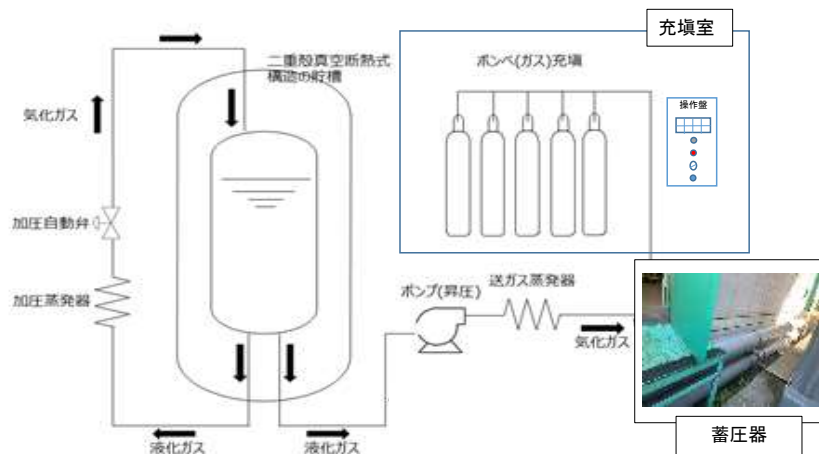 充塡室
二重殻真空断熱式
構造の貯槽
ボンベ(ガス)充塡
操作盤
気化ガス
加圧自動弁
加圧蒸発器
ポンプ(昇圧)
送ガス蒸発器
気化ガス
液化ガス
液化ガス
蓄圧器